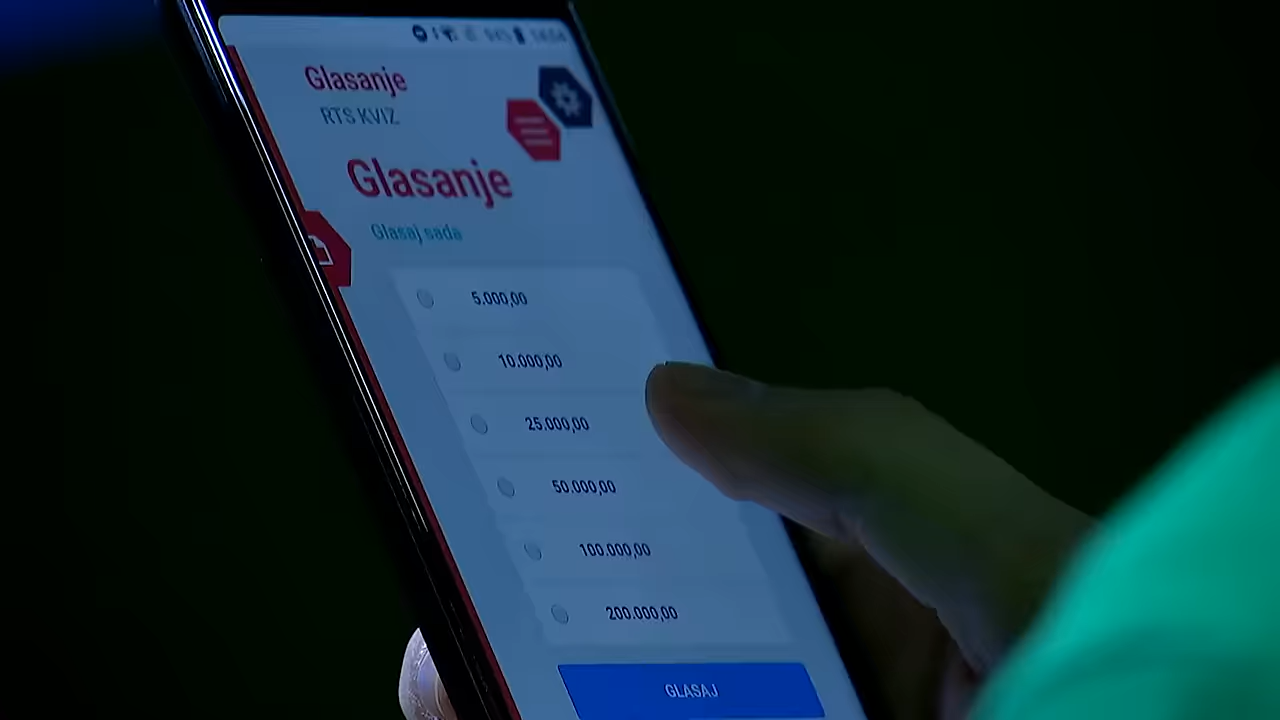 Glasanje
RTS KVIZ
Glasanje
Glasaj sada
5.000,00
10.000,00
25.000,00
50.000,00
100.000,00
200.000,00
GLASAJ